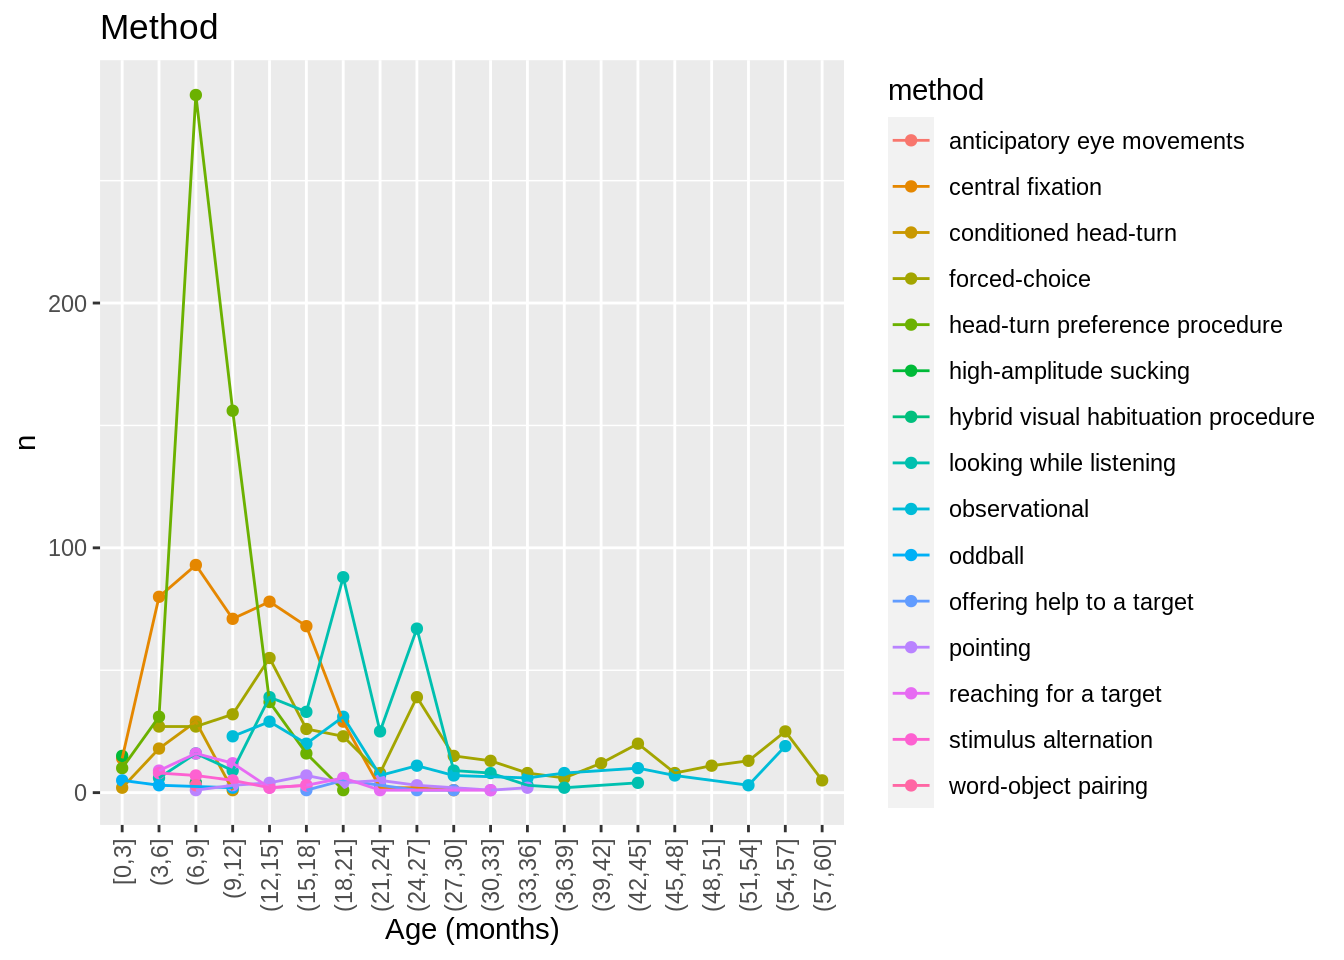 Method
method
anticipatory eye movements
central fixation
conditioned head-turn
forced-choice
head-turn preference procedure
high-amplitude sucking
hybrid visual habituation procedure
looking while listening
observational
oddball
offering help to a target
pointing
reaching for a target
stimulus alternation
word-object pairing
n
200
100
0
[0,3]
(3,6]
(6,9]
(9,12]
(12,15]
(15,18]
(18,21]
(21,24]
(24,27]
(27,30]
(30,33]
(33,36]
(36,39]
(39,42]
(42,45]
(45,48]
(48,51]
(51,54]
(54,57]
(57,60]
Age (months)